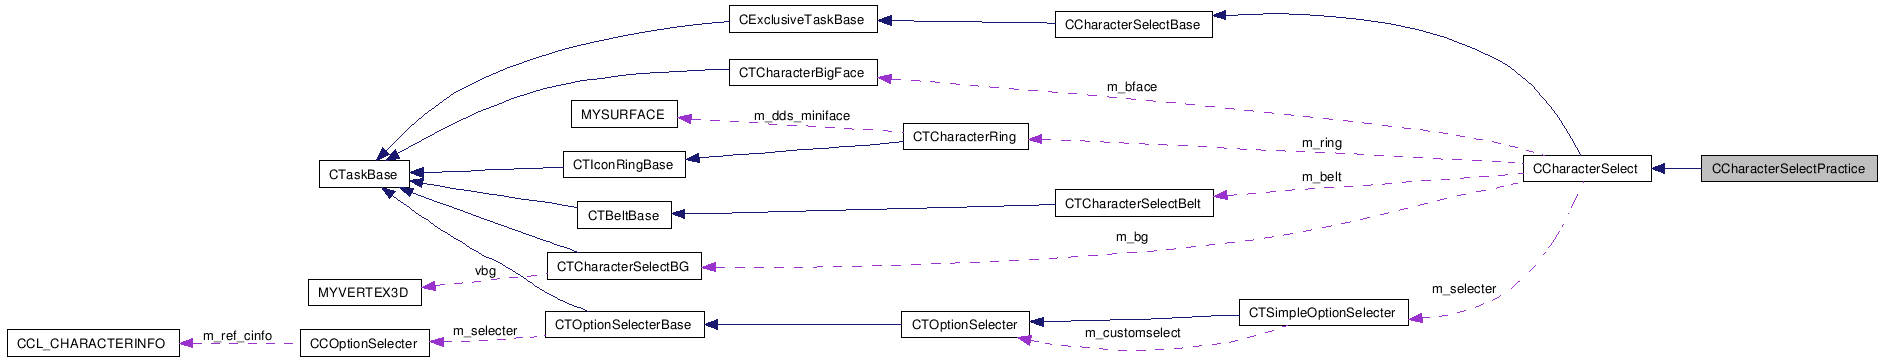 CExclusiveTaskBase
CCharacterSelectBase
CTCharacterBigFace
m_bface
MYSURFACE
m_dds_miniface
CTCharacterRing
m_ring
CTIconRingBase
CTaskBase
CCharacterSelect
CCharacterSelectPractice
m_belt
CTBeltBase
CTCharacterSelectBelt
m_bg
CTCharacterSelectBG
vbg
MYVERTEX3D
m_selecter
CTSimpleOptionSelecter
CTOptionSelecterBase
CTOptionSelecter
m_customselect
m_selecter
m_ref_cinfo
CCL_CHARACTERINFO
CCOptionSelecter